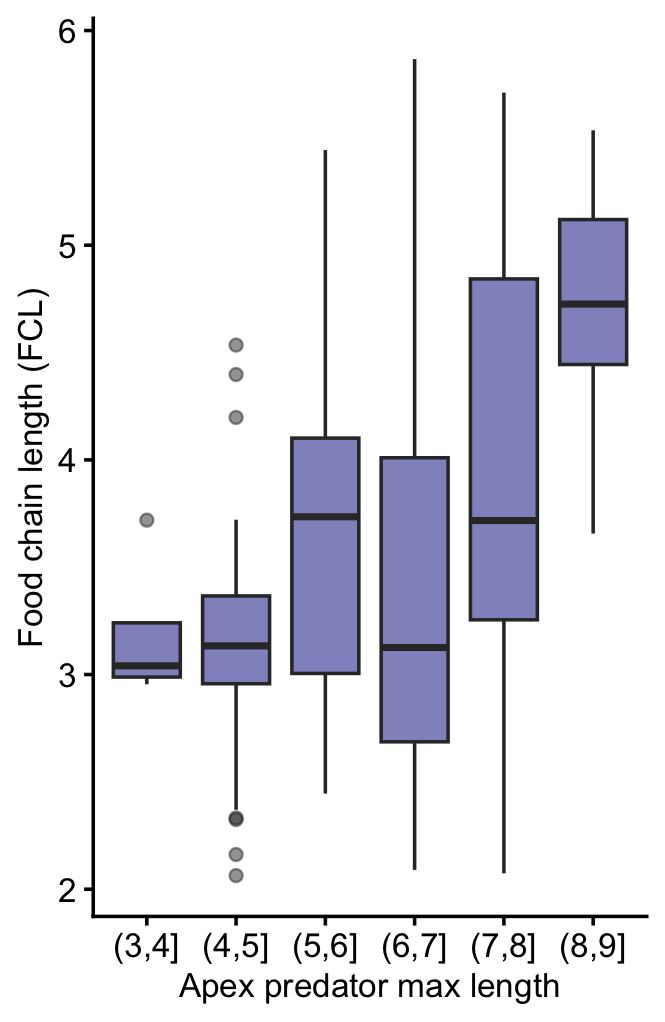 Food chain length (FCL)
6
5
4
3
2
(3,4] (4,5] (5,6] (6,7] (7,8] (8,9]
Apex predator max length